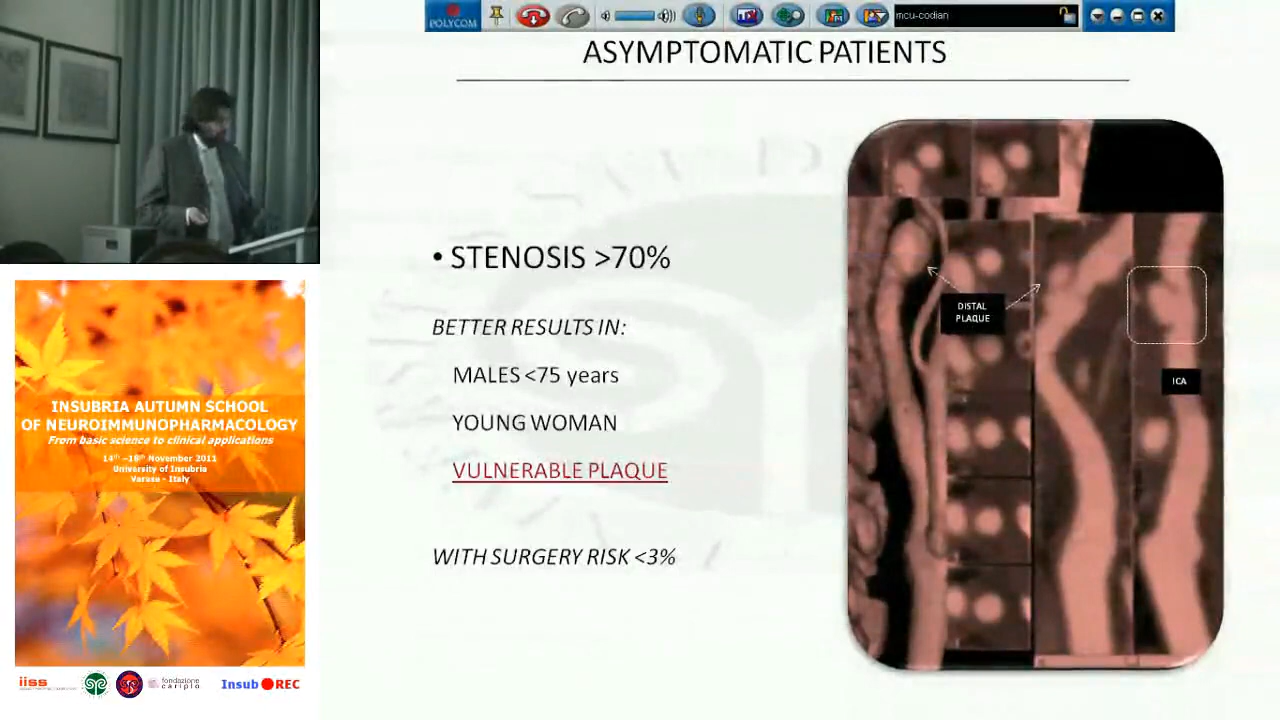 POLYCOM
mcu-codian
ASYMPTOMATIC PATIENTS
• STENOSIS >70%
BETTER RESULTS IN:
MALES <75 years
YOUNG WOMAN
VULNERABLE PLAQUE
WITH SURGERY RISK <3%
DISTAL
PLAQUE
ICA
INSUBRIA AUTUMN SCHOOL
OF NEUROIMMUNOPHARMACOLOGY
From basic science to clinical applications
14th –18th November 2011
University of Insubria
Varese - Italy
iiss
fondazione
cariplo
Insub REC